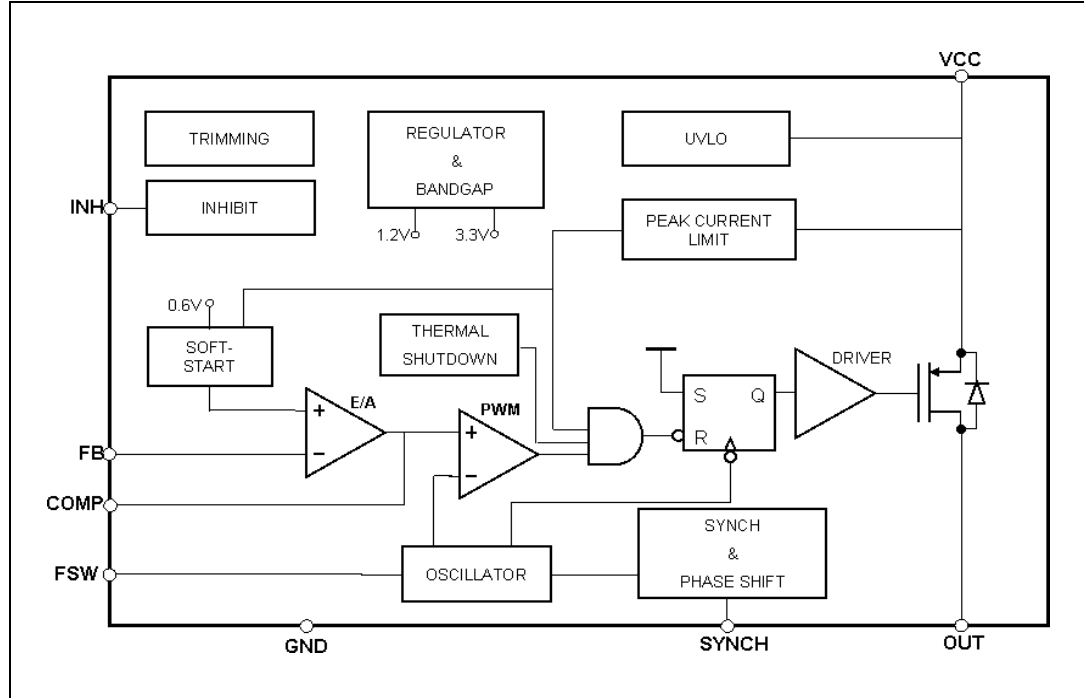 VCC
TRIMMING
REGULATOR
&
BANDGAP
UVLO
INH
INHIBIT
1.2V
3.3V
PEAK CURRENT
LIMIT
0.6V
SOFT-
START
THERMAL
SHUTDOWN
DRIVER
E/A
PWM
S
Q
R
+
−
+
−
FB
COMP
SYNCH
&
PHASE SHIFT
FSW
OSCILLATOR
GND
SYNCH
OUT